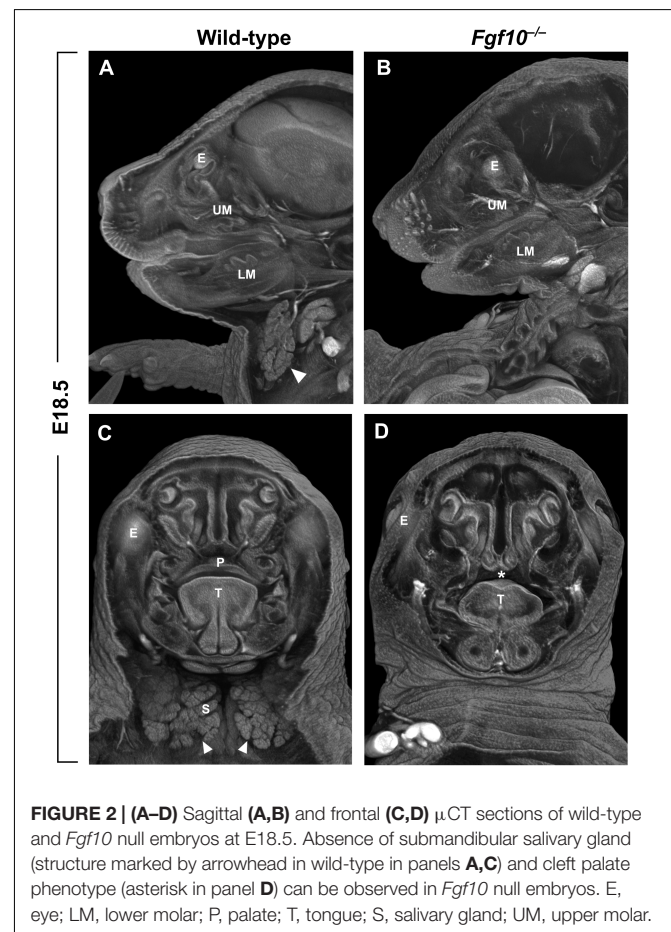 Wild-type
Fgf10–/–
A
B
E
E
UM
UM
LM
LM
E18.5
C
D
E
E
P
*
T
T
S
FIGURE 2 | (A–D) Sagittal (A,B) and frontal (C,D) μCT sections of wild-type
and Fgf10 null embryos at E18.5. Absence of submandibular salivary gland
(structure marked by arrowhead in wild-type in panels A,C) and cleft palate
phenotype (asterisk in panel D) can be observed in Fgf10 null embryos. E,
eye; LM, lower molar; P, palate; T, tongue; S, salivary gland; UM, upper molar.